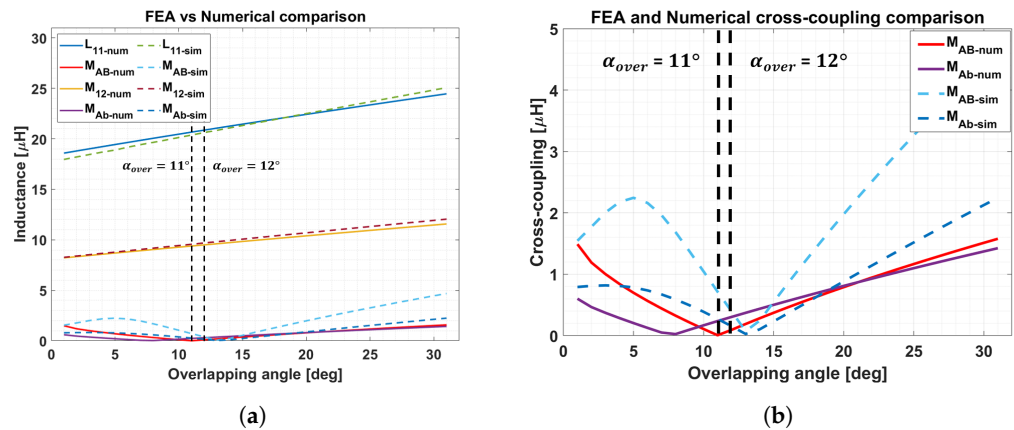 FEA vs Numerical comparison
Inductance [μH]
30
25
20
15
10
5
0
L11-num
L11-sim
MAB-num
MAB-sim
M12-num
M12-sim
MAb-num
MAb-sim
αover = 11°
αover = 12°
0 5 10 15 20 25 30
Overlapping angle [deg]
(a)
FEA and Numerical cross-coupling comparison
Cross-coupling [μH]
5
4
3
2
1
0
αover = 11°
αover = 12°
MAB-num
MAb-num
MAB-sim
MAb-sim
0 5 10 15 20 25 30
Overlapping angle [deg]
(b)